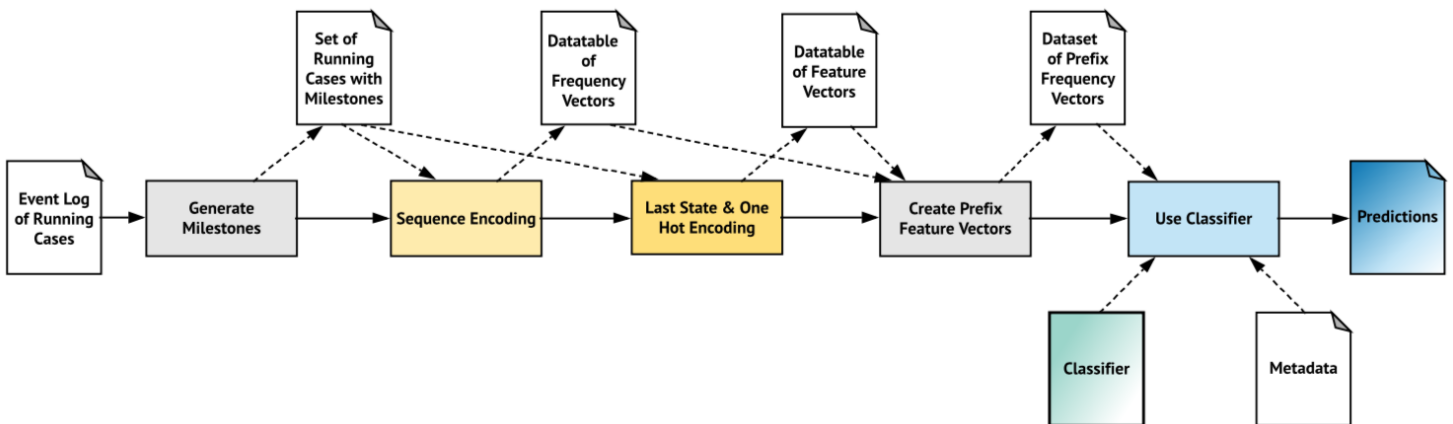 Set of
Running
Cases with
Milestones
Datatable
of
Frequency
Vectors
Datatable
of Feature
Vectors
Dataset
of Prefix
Frequency
Vectors
Event Log
of Running
Cases
Generate
Milestones
Sequence Encoding
Last State & One
Hot Encoding
Create Prefix
Feature Vectors
Use Classifier
Predictions
Classifier
Metadata